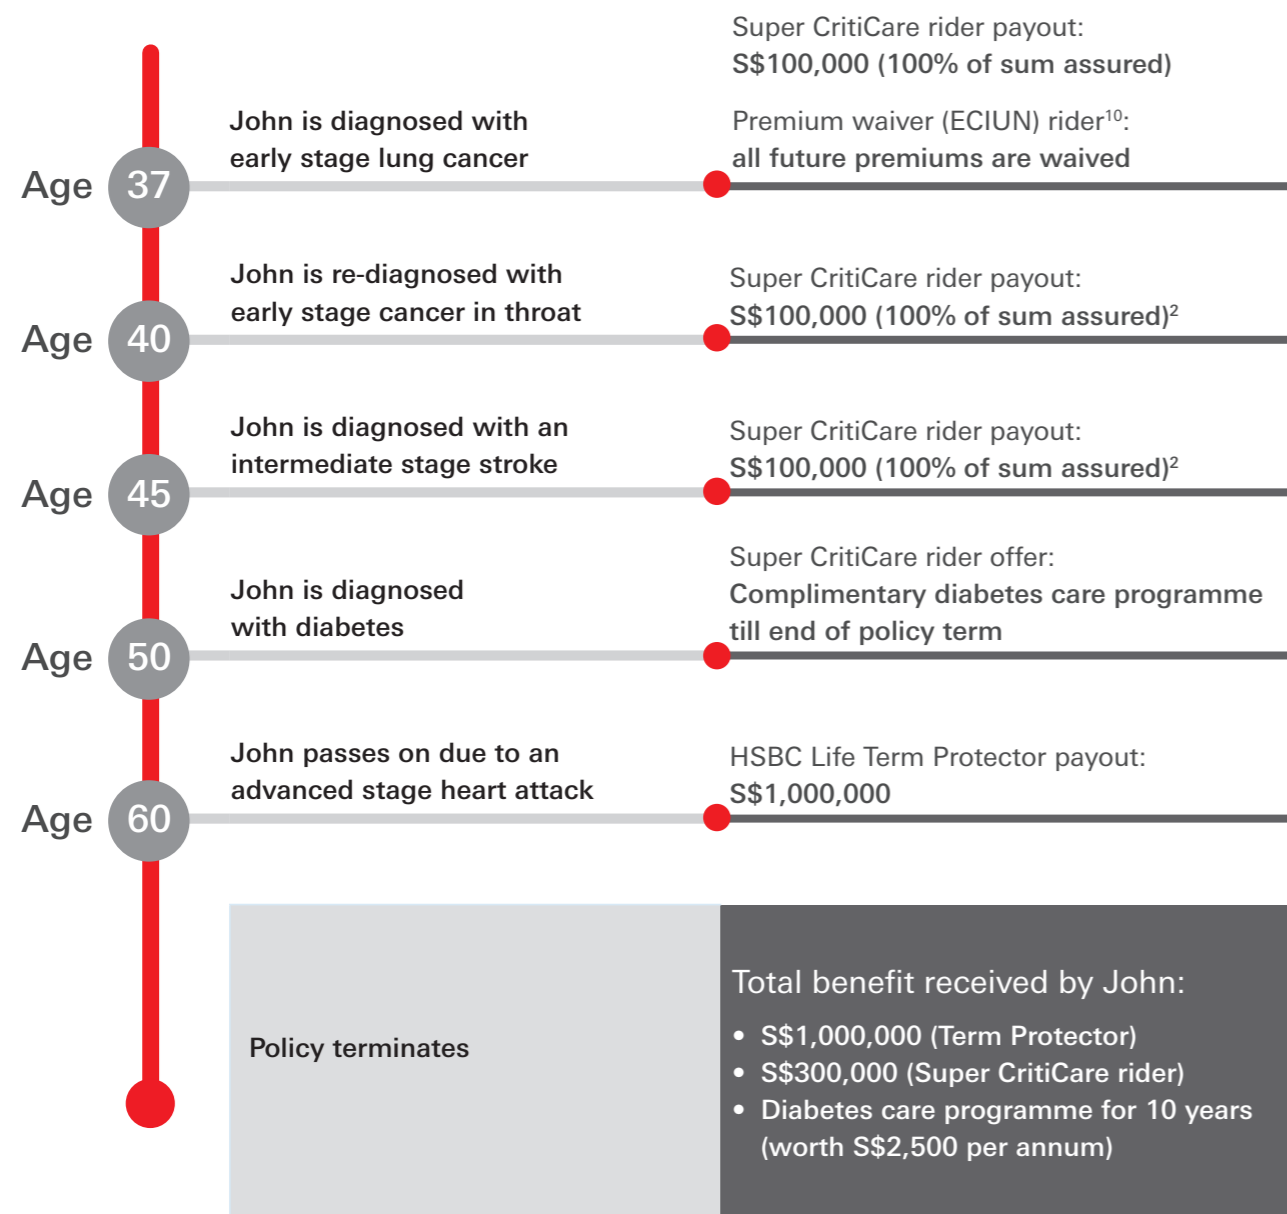 Super CritiCare rider payout:
S$100,000 (100% of sum assured)
John is diagnosed with
early stage lung cancer
Premium waiver (ECIUN) rider¹⁰:
all future premiums are waived
Age 37
John is re-diagnosed with
early stage cancer in throat
Super CritiCare rider payout:
S$100,000 (100% of sum assured)²
Age 40
John is diagnosed with an
intermediate stage stroke
Super CritiCare rider payout:
S$100,000 (100% of sum assured)²
Age 45
John is diagnosed
with diabetes
Super CritiCare rider offer:
Complimentary diabetes care programme
till end of policy term
Age 50
John passes on due to an
advanced stage heart attack
HSBC Life Term Protector payout:
S$1,000,000
Age 60
Policy terminates
Total benefit received by John:
• S$1,000,000 (Term Protector)
• S$300,000 (Super CritiCare rider)
• Diabetes care programme for 10 years
(worth S$2,500 per annum)